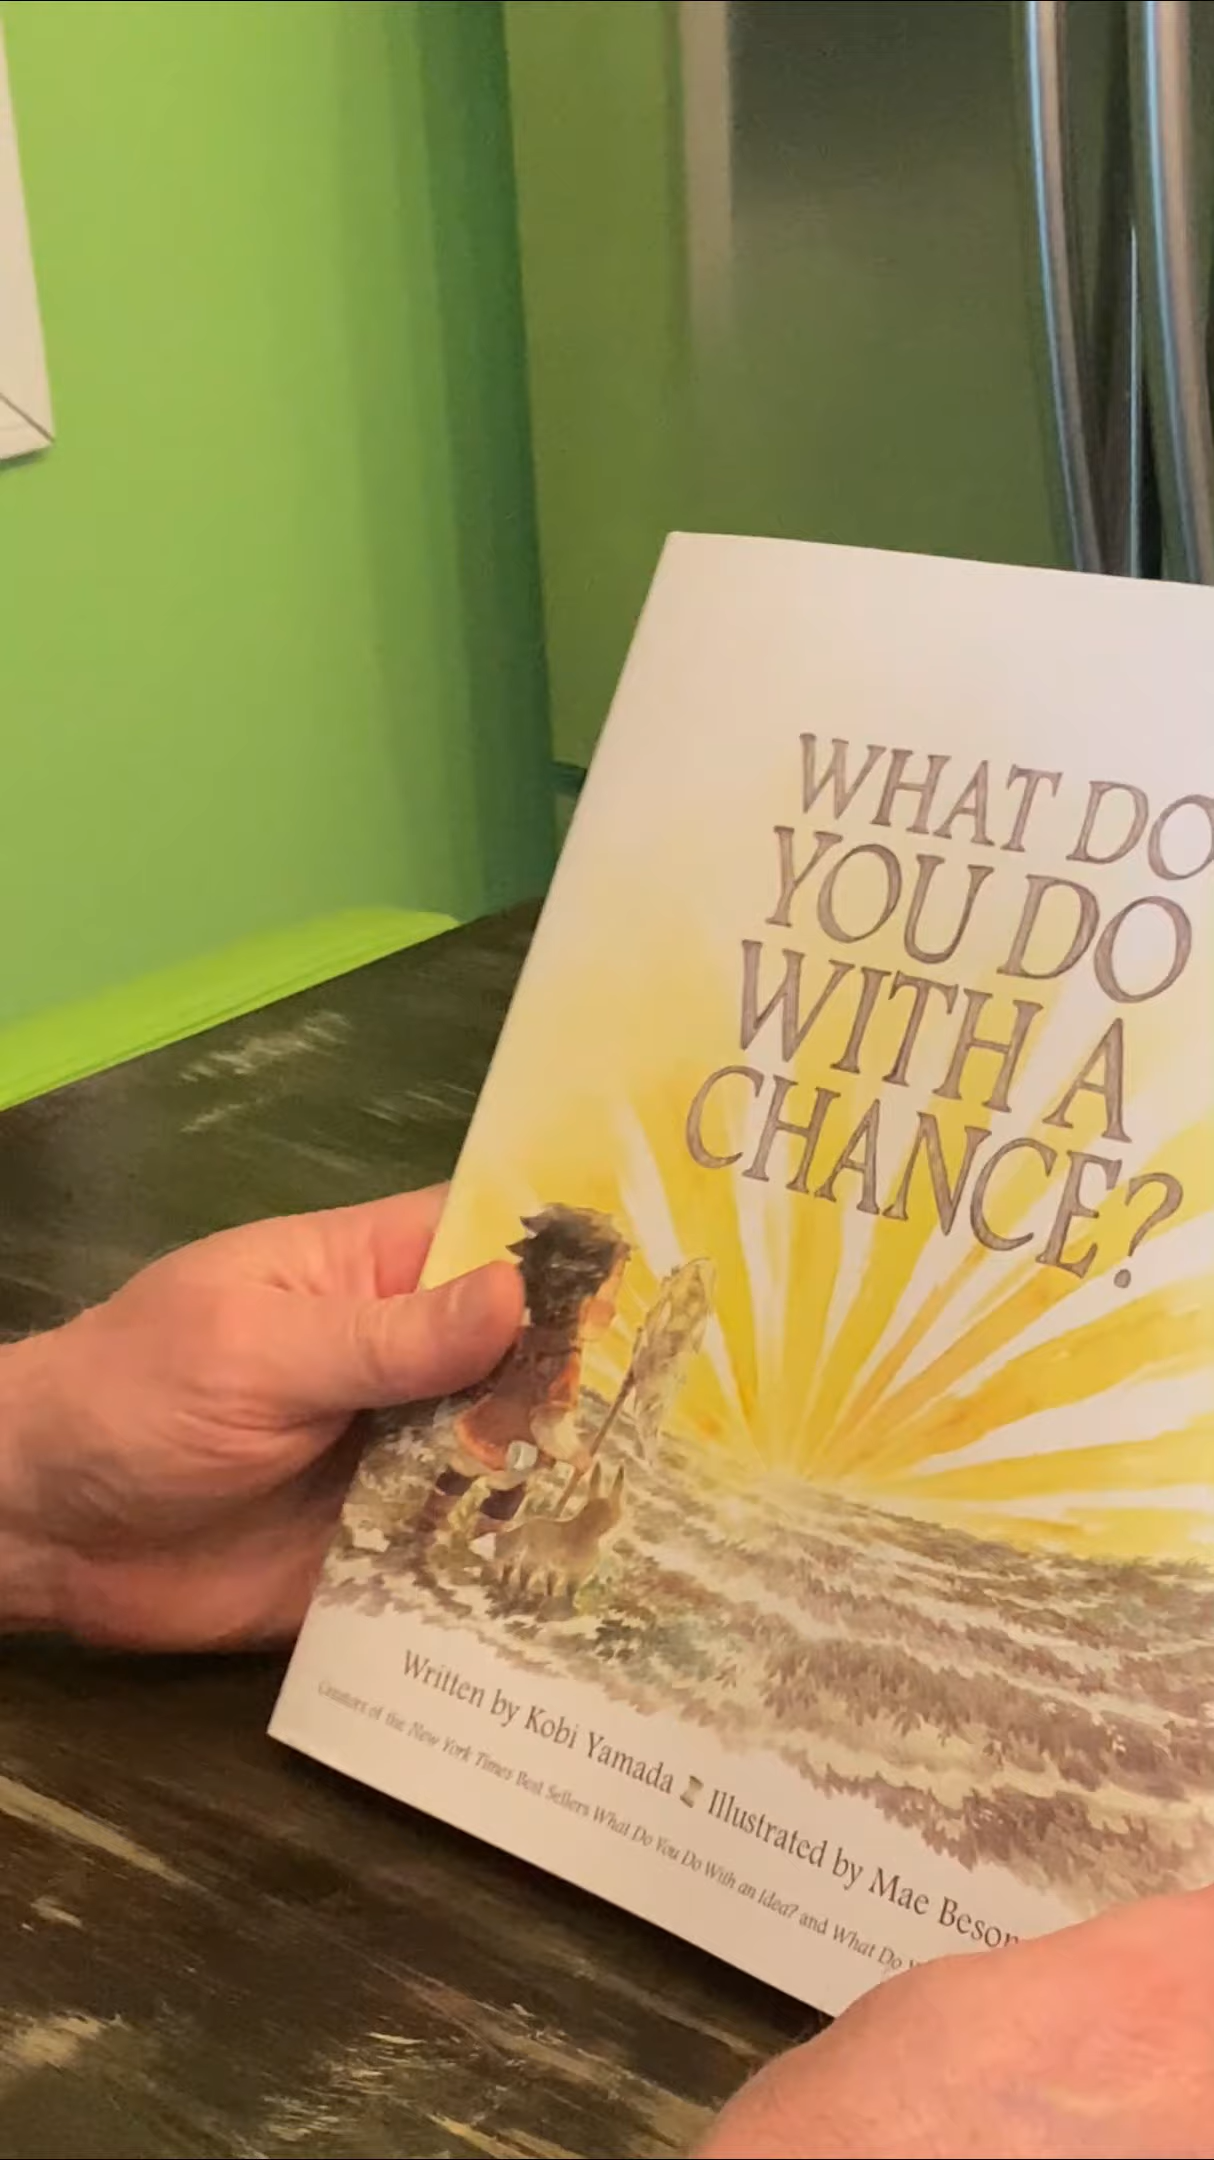 WHAT DO
YOU DO
WITH A
CHANCE?
Written by Kobi Yamada Illustrated by Mae Beson
Creators of the New York Times Best Sellers What Do You Do With an Idea? and What Do